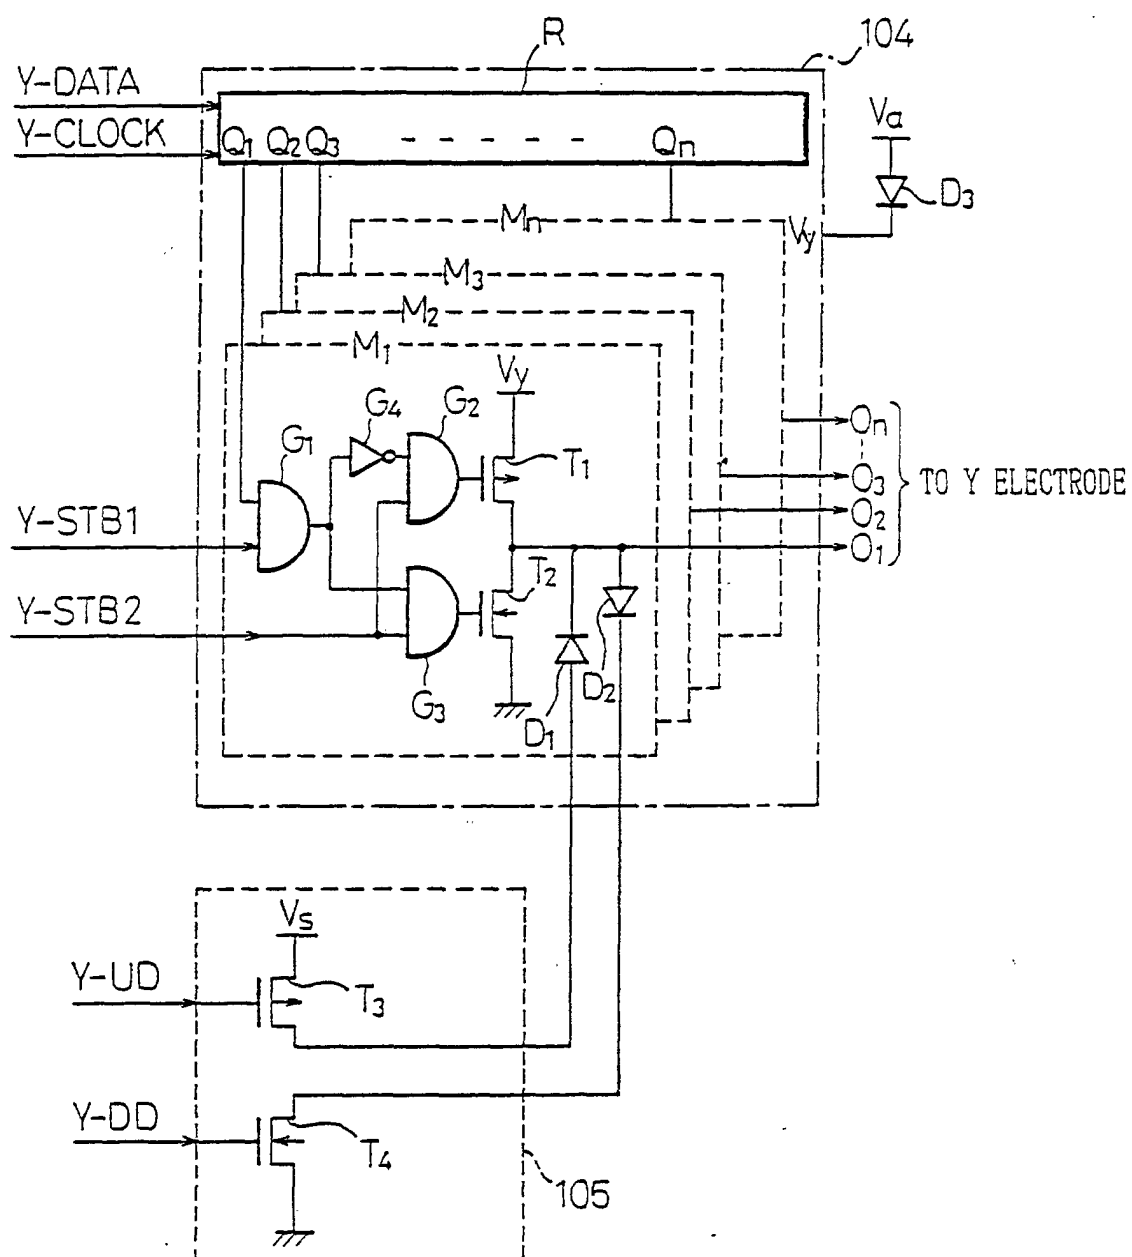 R
104
Y-DATA
Y-CLOCK
Q1 Q2 Q3 - - - - - Qn
Va
D3
Vy
Mn
M3
M2
M1
Vy
G4
G2
G1
T1
On
O3
O2
O1
TO Y ELECTRODE
Y-STB1
Y-STB2
T2
G3
D1
D2
Vs
Y-UD
T3
Y-DD
T4
105